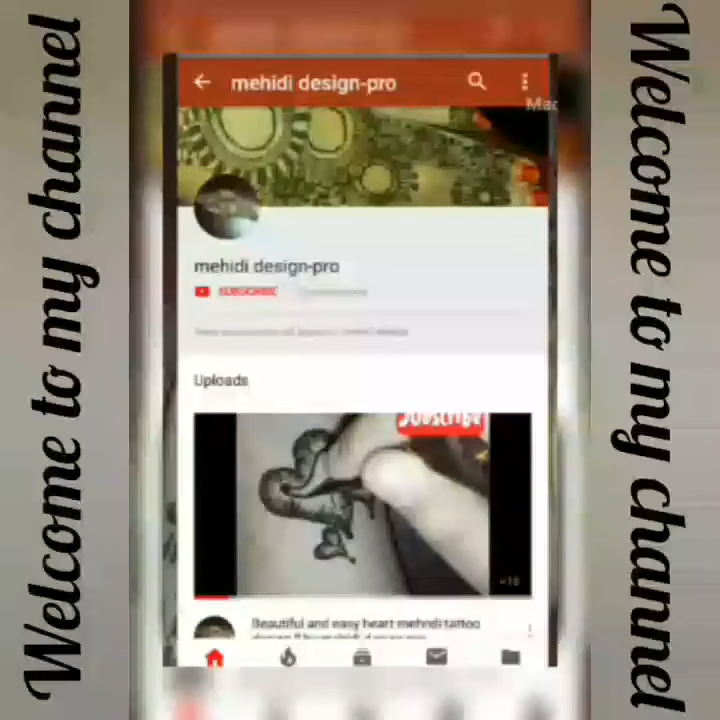 Welcome to my channel
mehidi design-pro
mehidi design-pro
SUBSCRIBE
Uploads
SUBSCRIBE
Beautiful and easy heart mehndi tattoo
Welcome to my channel